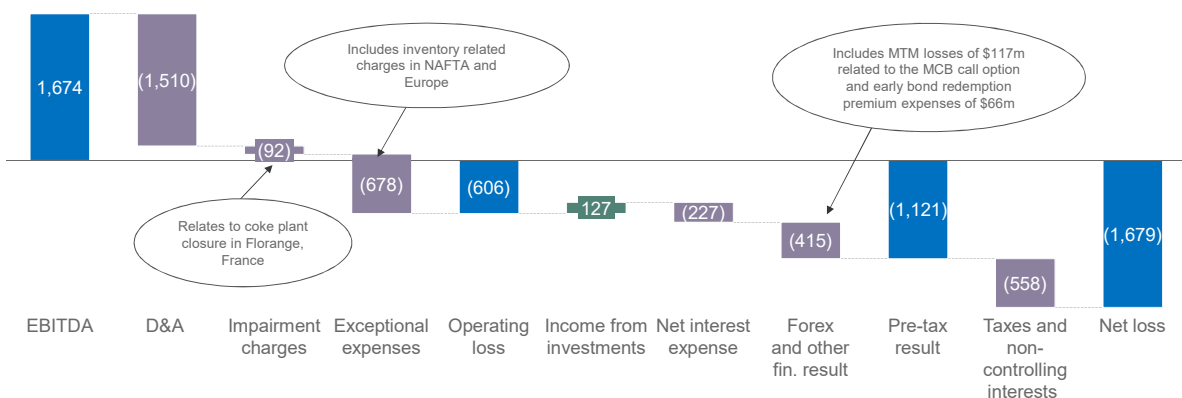 Includes inventory related
charges in NAFTA and
Europe
Includes MTM losses of $117m
related to the MCB call option
and early bond redemption
premium expenses of $66m
1,674
(1,510)
(92)
(678)
(606)
127
(227)
(415)
(1,121)
(558)
(1,679)
Relates to coke plant
closure in Florange,
France
EBITDA
D&A
Impairment
charges
Exceptional
expenses
Operating
loss
Income from
investments
Net interest
expense
Forex
and other
fin. result
Pre-tax
result
Taxes and
non-
controlling
interests
Net loss